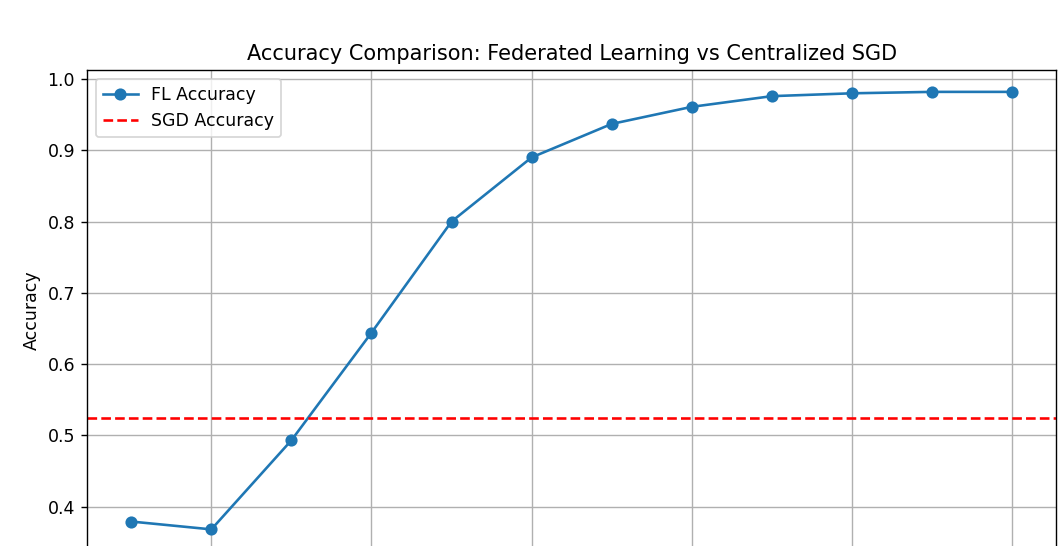 Accuracy Comparison: Federated Learning vs Centralized SGD
FL Accuracy
SGD Accuracy
1.0
0.9
0.8
0.7
0.6
0.5
0.4
Accuracy